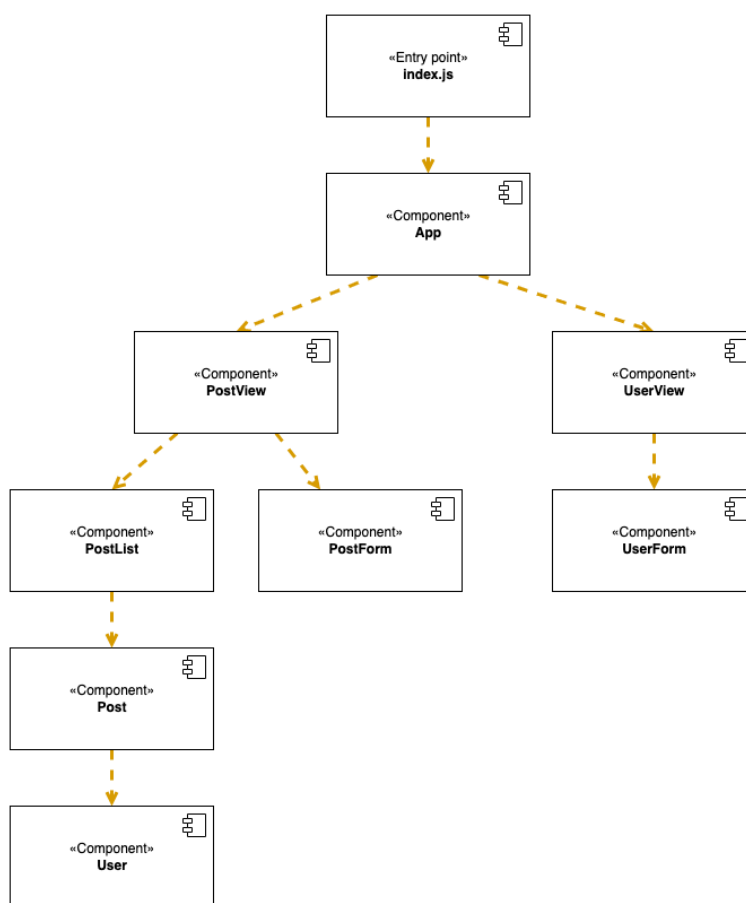 «Entry point»
index.js
«Component»
App
«Component»
PostView
«Component»
UserView
«Component»
PostList
«Component»
PostForm
«Component»
UserForm
«Component»
Post
«Component»
User